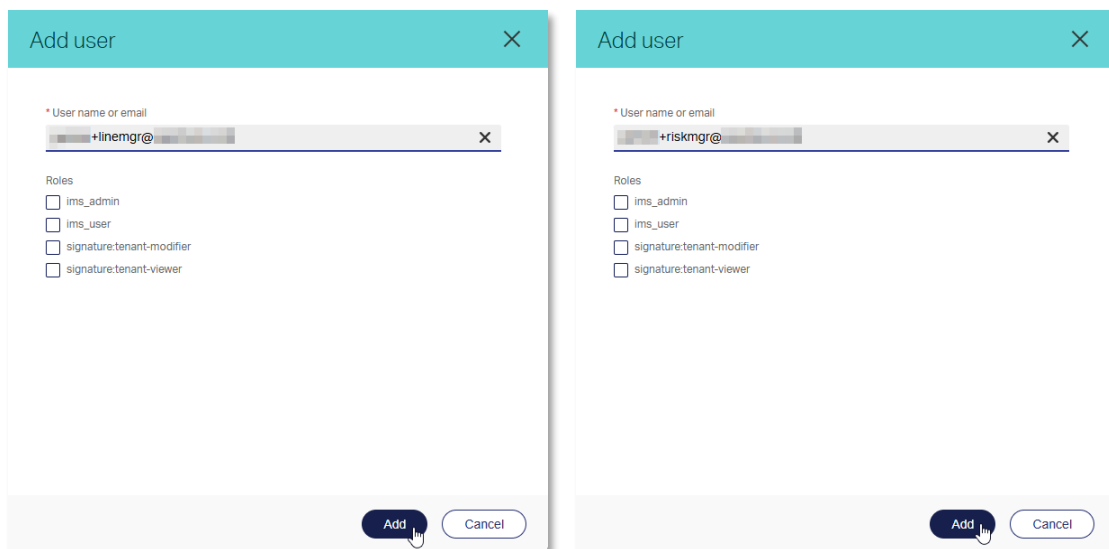 Add user
* User name or email
+linemgr@
Roles
ims_admin
ims_user
signature:tenant-modifier
signature:tenant-viewer
Add
Cancel
Add user
* User name or email
+riskmgr@
Roles
ims_admin
ims_user
signature:tenant-modifier
signature:tenant-viewer
Add
Cancel